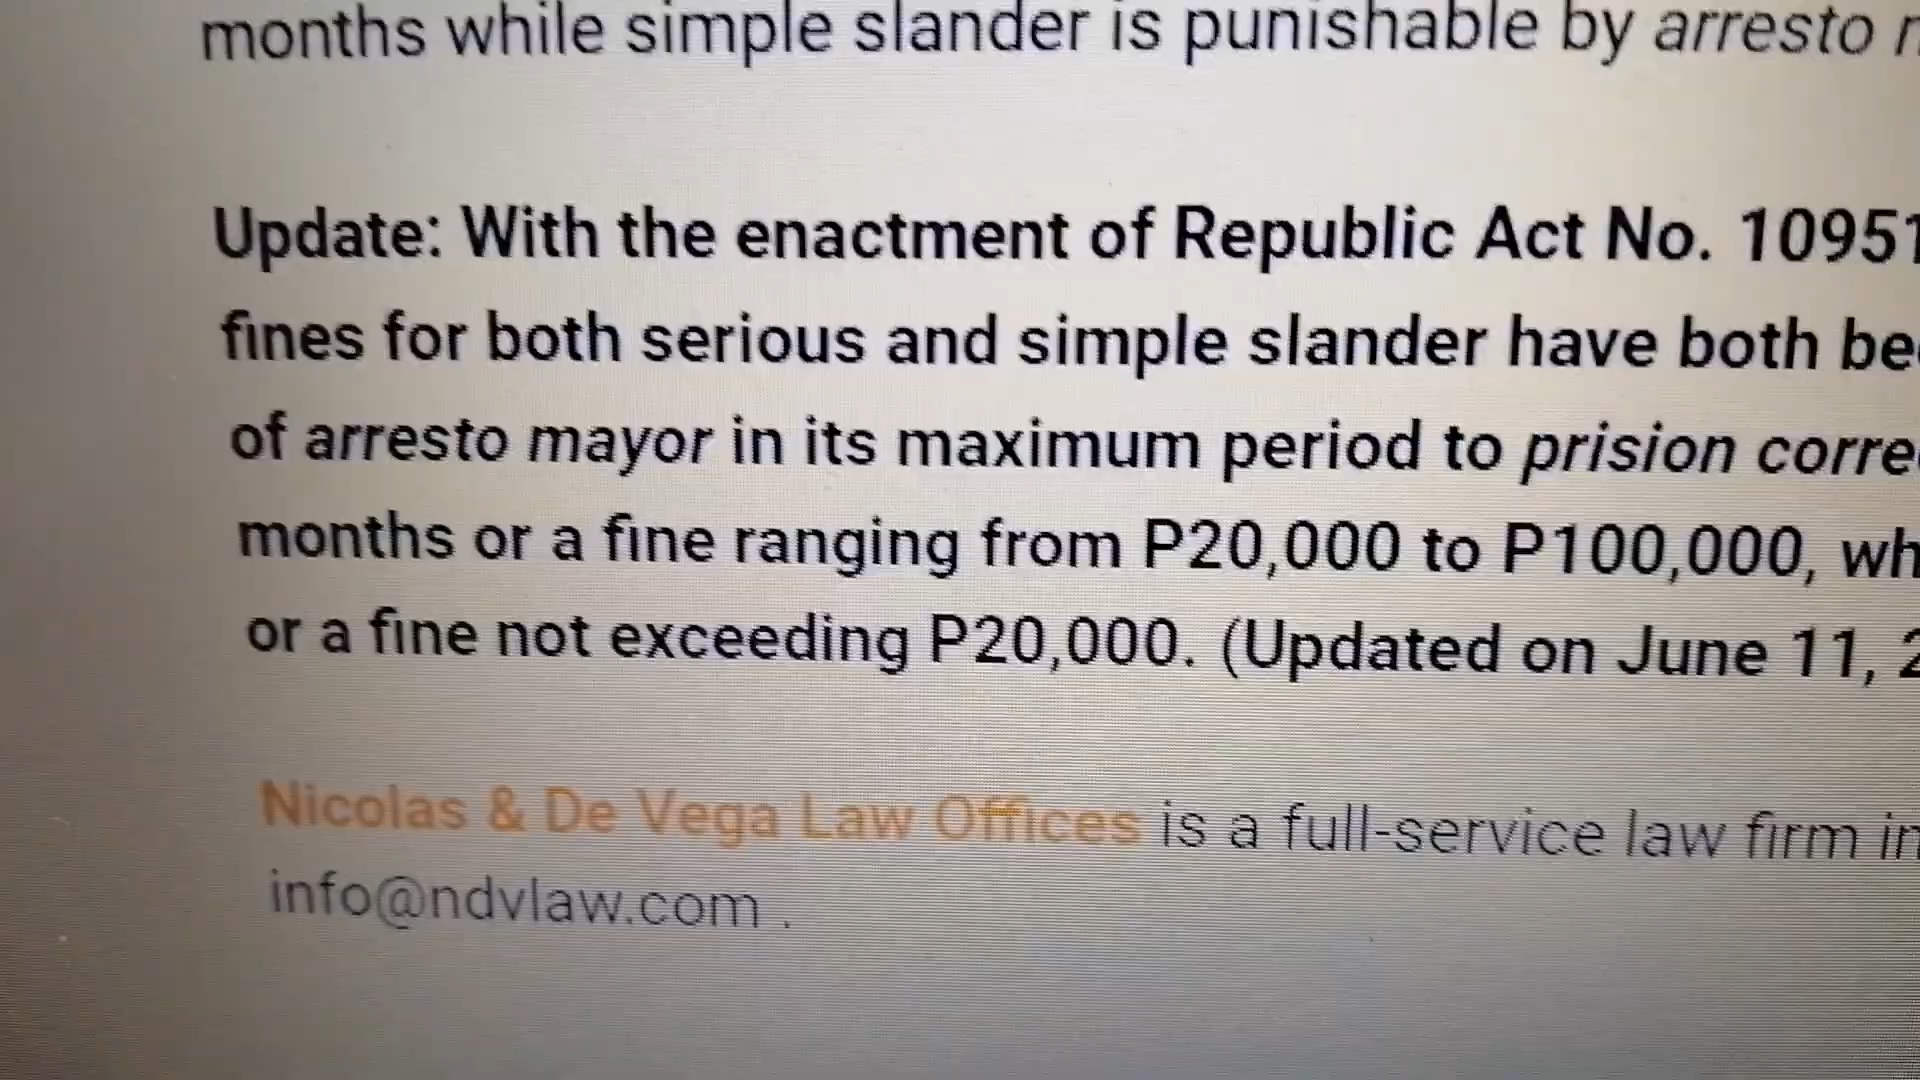 months while simple slander is punishable by arresto
Update: With the enactment of Republic Act No. 10951
fines for both serious and simple slander have both
of arresto mayor in its maximum period to prision
months or a fine ranging from P20,000 to P100,000,
or a fine not exceeding P20,000. (Updated on June 11,
Nicolas & De Vega Law Offices is a full-service law firm in
info@ndvlaw.com .